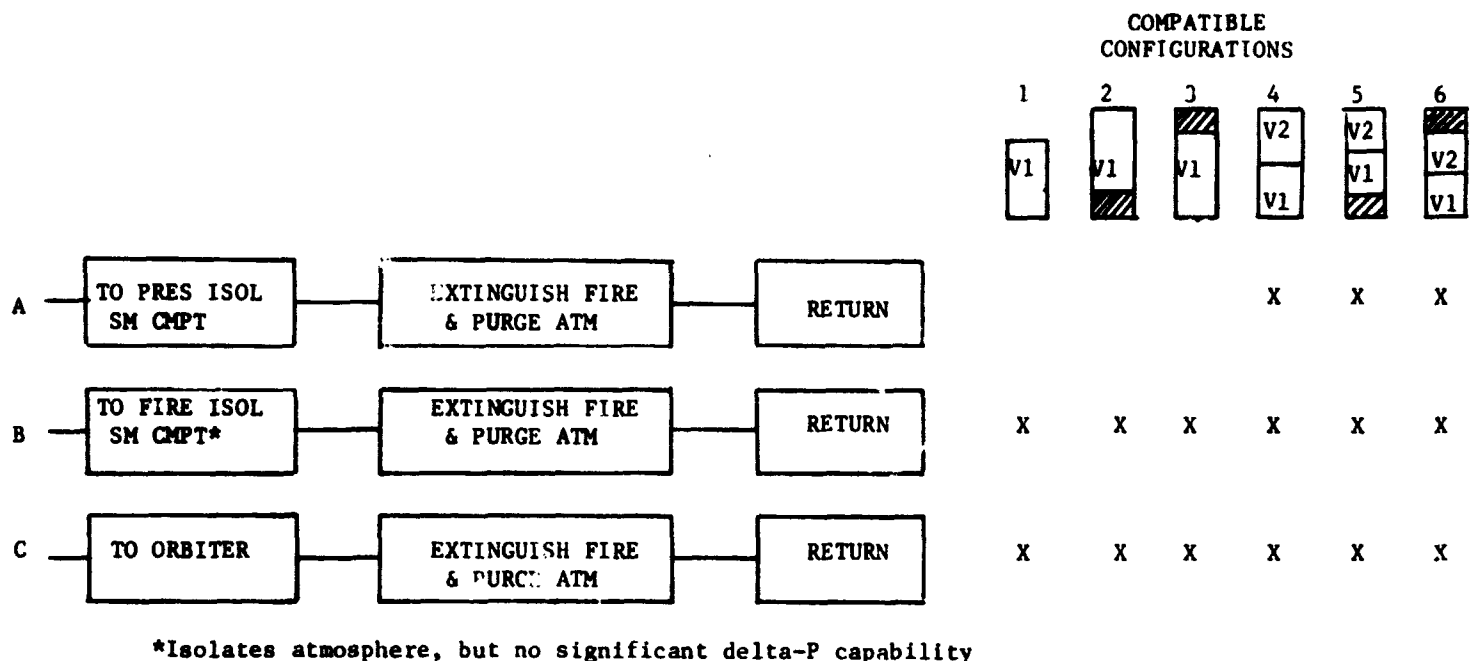 COMPATIBLE
CONFIGURATIONS
1 2 3 4 5 6
V1
V1
V1
V2
V1
V2
V1
V2
V1
A
TO PRES ISOL
SM CMPT
EXTINGUISH FIRE
& PURGE ATM
RETURN
X X X
B
TO FIRE ISOL
SM CMPT*
EXTINGUISH FIRE
& PURGE ATM
RETURN
X X X X X X
C
TO ORBITER
EXTINGUISH FIRE
& PURGE ATM
RETURN
X X X X X X
*Isolates atmosphere, but no significant delta-P capability